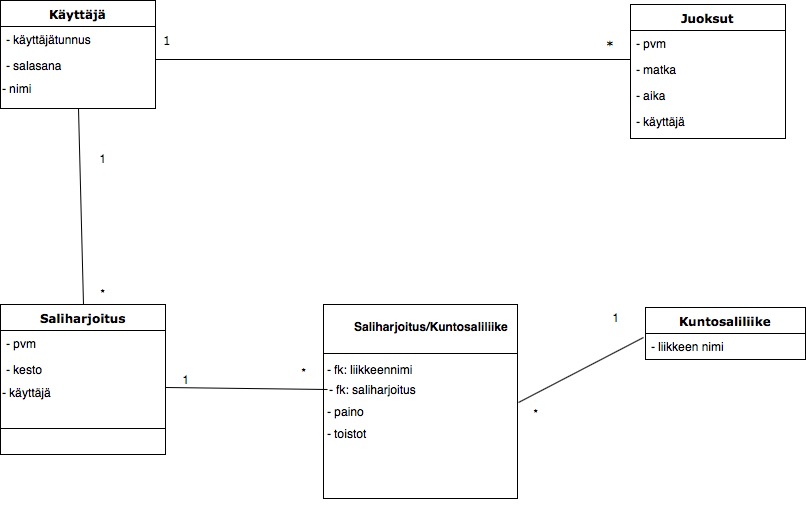 Käyttäjä
- käyttäjätunnus
- salasana
- nimi
1
*
Juoksut
- pvm
- matka
- aika
- käyttäjä
1
*
Saliharjoitus
- pvm
- kesto
- käyttäjä
1
*
Saliharjoitus/Kuntosaliliike
- fk: liikkeennimi
- fk: saliharjoitus
- paino
- toistot
1
*
Kuntosaliliike
- liikkeen nimi